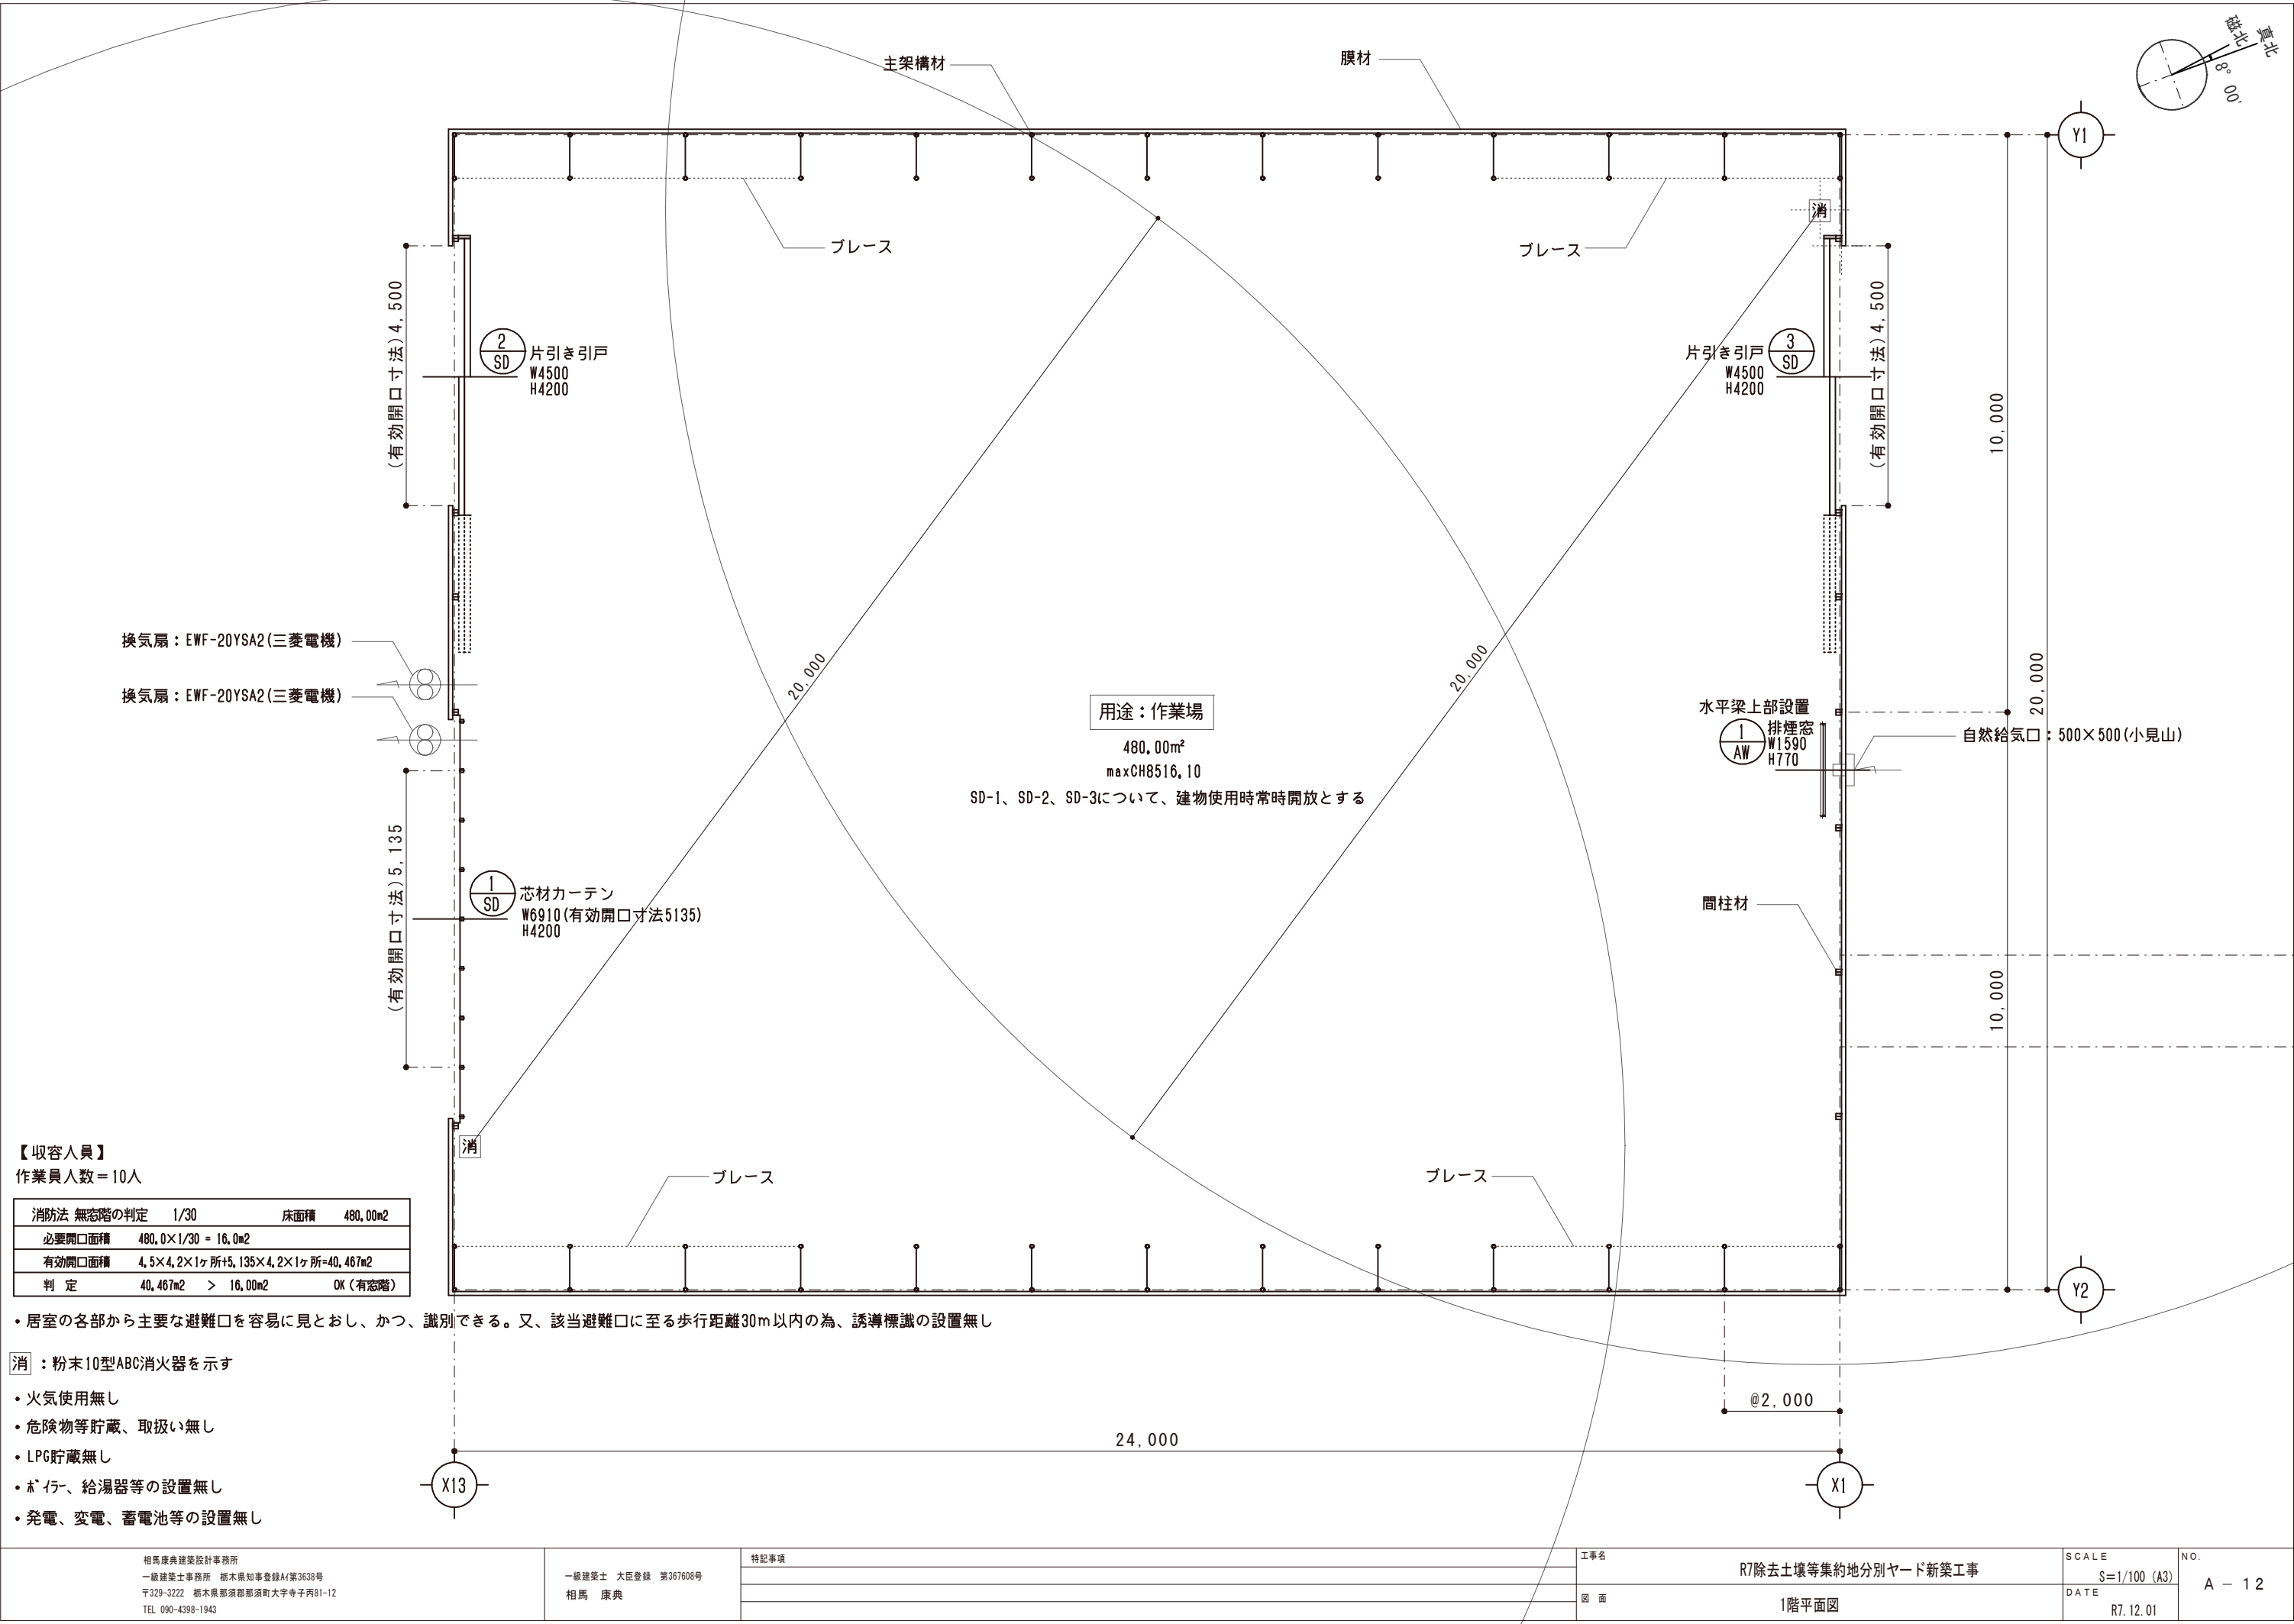 主架構材
膜材
磁北
真北
8° 00'
Y1
消
ブレース
ブレース
(有効開口寸法)4,500
2
SD
片引き引戸
W4500
H4200
片引き引戸
W4500
H4200
3
SD
(有効開口寸法)4,500
10,000
20,000
換気扇：EWF-20YSA2(三菱電機)
換気扇：EWF-20YSA2(三菱電機)
20,000
20,000
用途：作業場
480.00m²
maxCH8516.10
SD-1、SD-2、SD-3について、建物使用時常時開放とする
水平梁上部設置
1
AW
排煙窓
W1590
H770
自然給気口：500×500(小見山)
(有効開口寸法)5,135
1
SD
芯材カーテン
W6910(有効開口寸法5135)
H4200
間柱材
10,000
消
ブレース
ブレース
【収容人員】
作業員人数＝10人
消防法 無窓階の判定 1/30 床面積 480.00m2
必要開口面積 480.0×1/30 = 16.0m2
有効開口面積 4.5×4.2×1ヶ所+5.135×4.2×1ヶ所=40.467m2
判 定 40.467m2 ＞ 16.00m2 OK（有窓階）
Y2
・居室の各部から主要な避難口を容易に見とおし、かつ、識別できる。又、該当避難口に至る歩行距離30m以内の為、誘導標識の設置無し
消 ：粉末10型ABC消火器を示す
・火気使用無し
・危険物等貯蔵、取扱い無し
・LPG貯蔵無し
・ﾎﾞｲﾗｰ、給湯器等の設置無し
・発電、変電、蓄電池等の設置無し
@2,000
24,000
X13
X1
相馬康典建築設計事務所
一級建築士事務所 栃木県知事登録Aｲ第3638号
〒329-3222 栃木県那須郡那須町大字寺子丙81-12
TEL 090-4398-1943
一級建築士 大臣登録 第367608号
相馬 康典
特記事項
工事名
R7除去土壌等集約地分別ヤード新築工事
図 面
1階平面図
SCALE
S＝1/100 (A3)
DATE
R7.12.01
NO.
A － 12